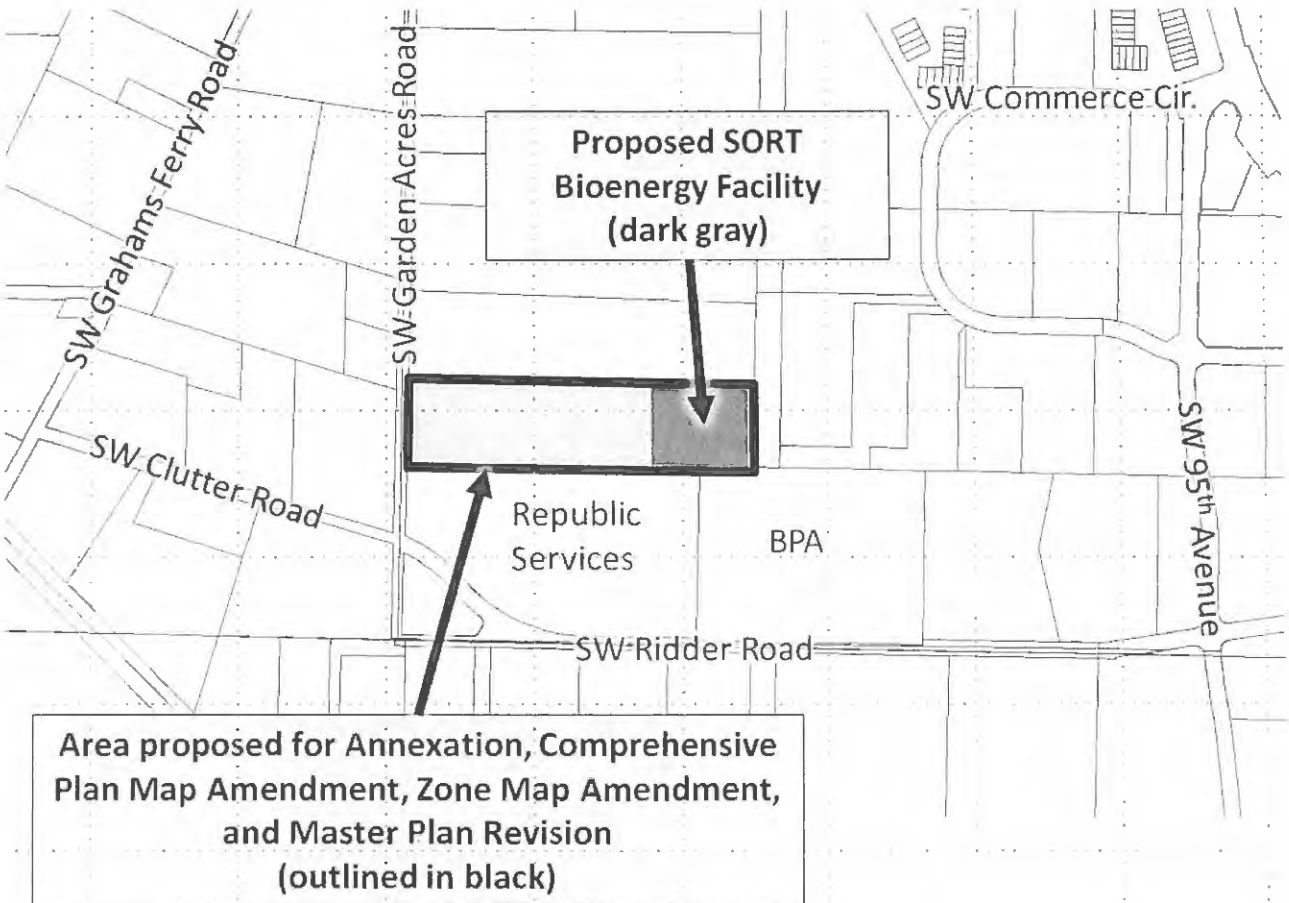 SW Grahams Ferry Road
SW Garden Acres Road
SW Commerce Cir.
Proposed SORT
Bioenergy Facility
(dark gray)
SW Clutter Road
Republic
Services
BPA
SW 95th Avenue
SW Ridder Road
Area proposed for Annexation, Comprehensive
Plan Map Amendment, Zone Map Amendment,
and Master Plan Revision
(outlined in black)